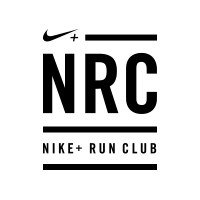 +
NRC
NIKE+ RUN CLUB